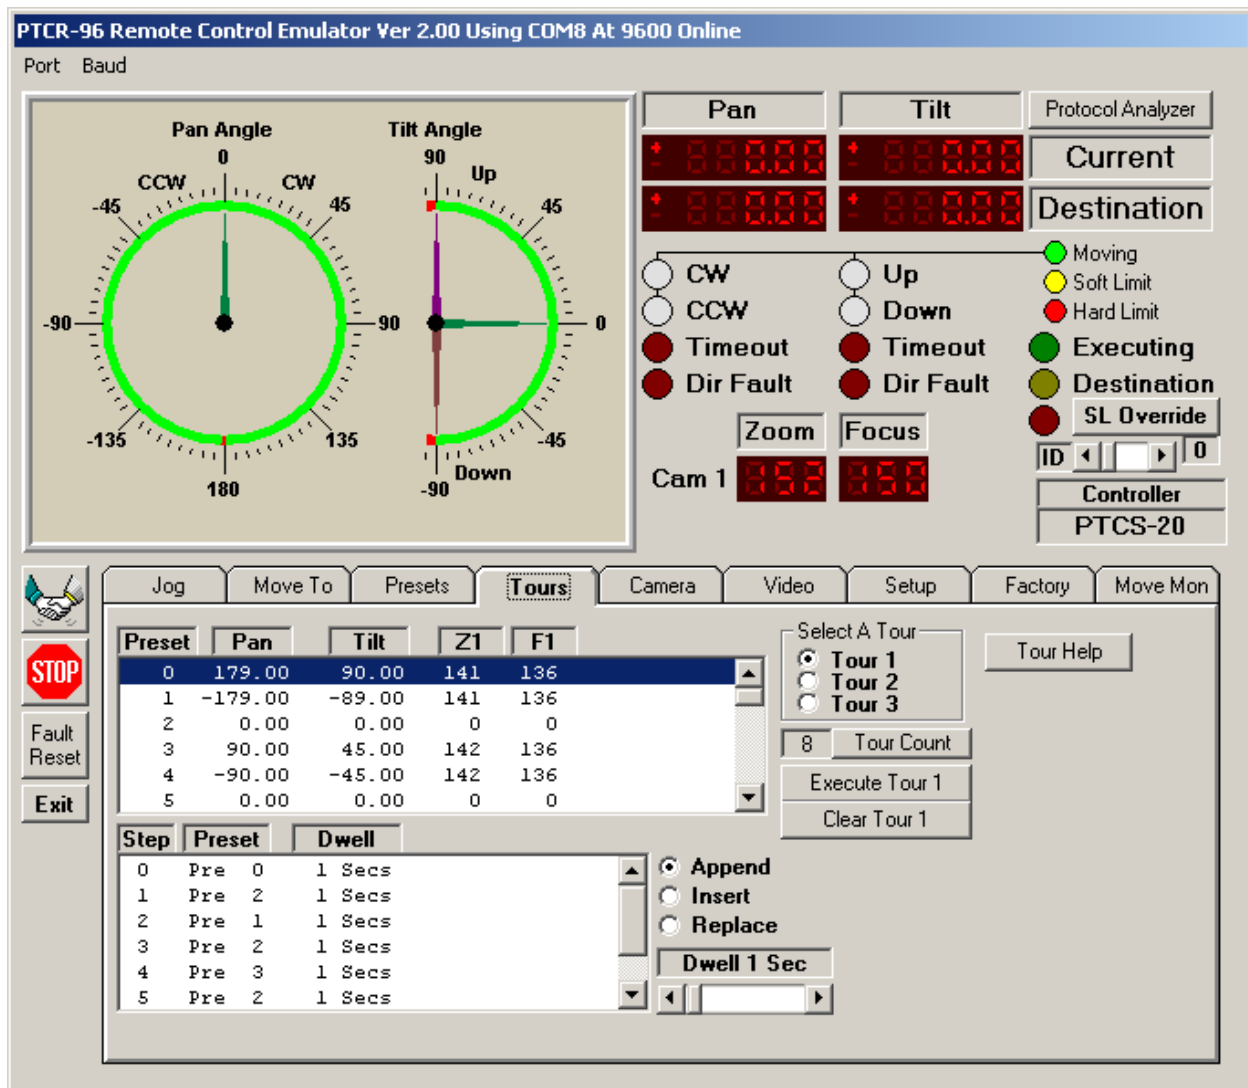 PTCR-96 Remote Control Emulator Ver 2.00 Using COM8 At 9600 Online
Port Baud
Pan Angle
0
CCW CW
-45 45
-90 90
-135 135
180
Tilt Angle
90
Up
45
0
-45
Down
-90
Pan Tilt Protocol Analyzer
+ 0.00 + 0.00 Current
+ 0.00 + 0.00 Destination
Moving
CW Up Soft Limit
CCW Down Hard Limit
Timeout Timeout Executing
Dir Fault Dir Fault Destination
SL Override
Zoom Focus
ID 0
Cam 1 152 150
Controller
PTCS-20
STOP
Fault
Reset
Exit
Jog Move To Presets Tours Camera Video Setup Factory Move Mon
Preset Pan Tilt Z1 F1
0 179.00 90.00 141 136
1 -179.00 -89.00 141 136
2 0.00 0.00 0 0
3 90.00 45.00 142 136
4 -90.00 -45.00 142 136
5 0.00 0.00 0 0
Select A Tour
Tour 1
Tour 2
Tour 3
Tour Help
8 Tour Count
Execute Tour 1
Clear Tour 1
Step Preset Dwell
0 Pre 0 1 Secs
1 Pre 2 1 Secs
2 Pre 1 1 Secs
3 Pre 2 1 Secs
4 Pre 3 1 Secs
5 Pre 2 1 Secs
Append
Insert
Replace
Dwell 1 Sec